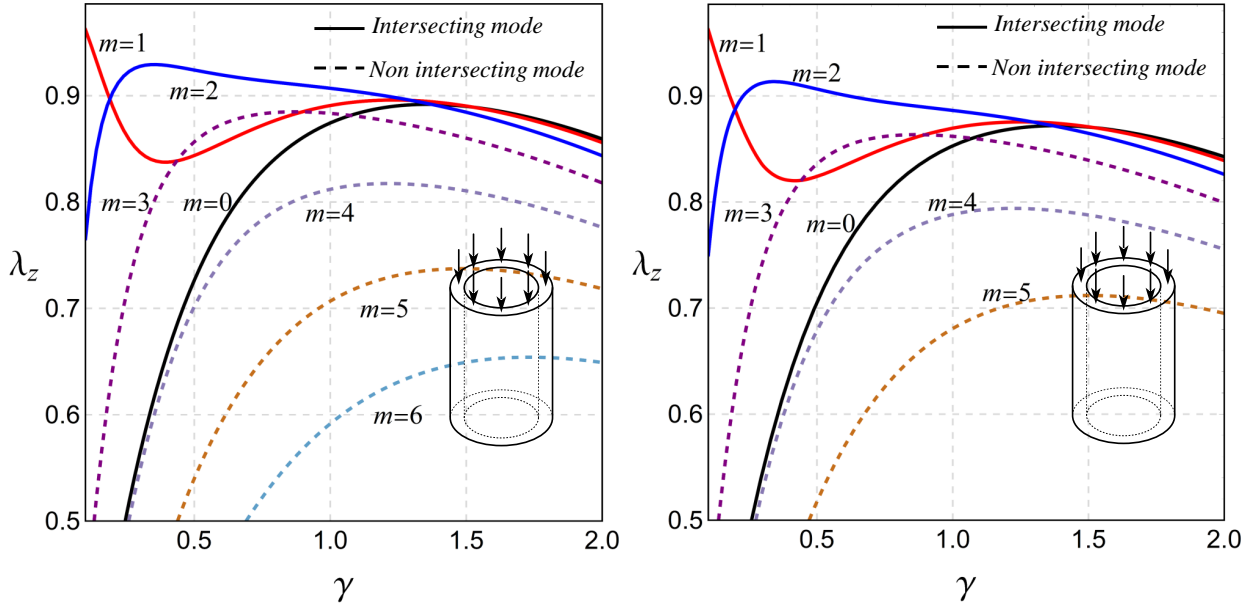 m=1
Intersecting mode
Non intersecting mode
m=2
0.9
m=3
m=0
m=4
0.8
λz
0.7
m=5
0.6
m=6
0.5
0.5
1.0
1.5
2.0
γ
m=1
Intersecting mode
Non intersecting mode
m=2
0.9
m=3
m=0
m=4
0.8
λz
0.7
m=5
0.6
0.5
0.5
1.0
1.5
2.0
γ